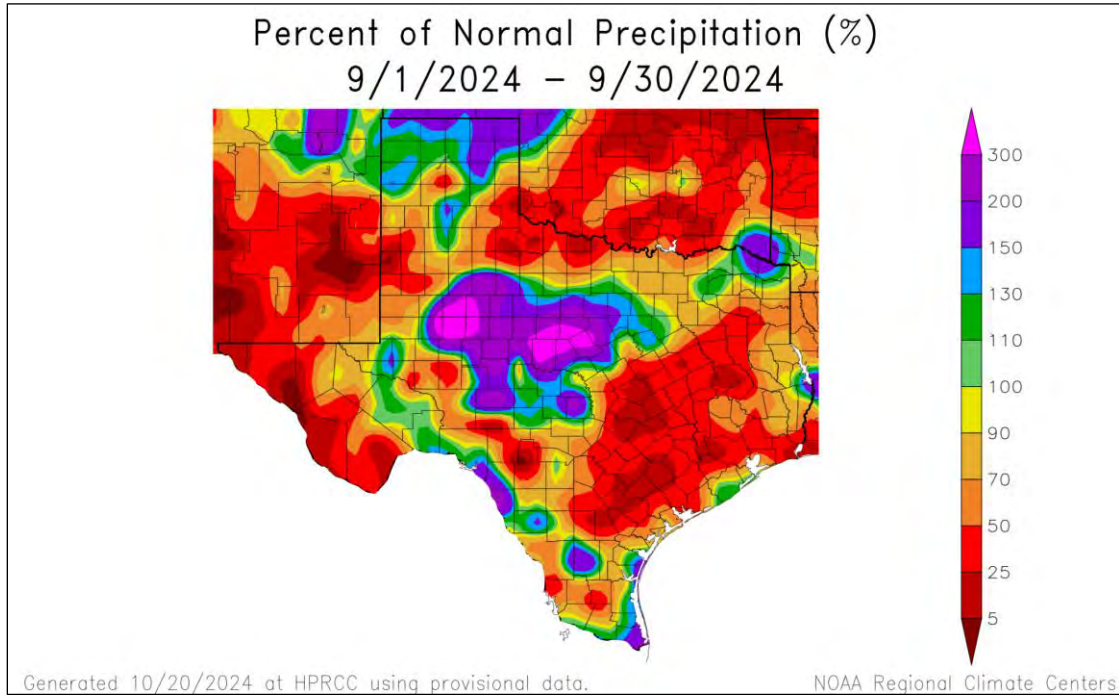 Percent of Normal Precipitation (%)
9/1/2024 – 9/30/2024
300
200
150
130
110
100
90
70
50
25
5
Generated 10/20/2024 at HPRCC using provisional data.
NOAA Regional Climate Centers